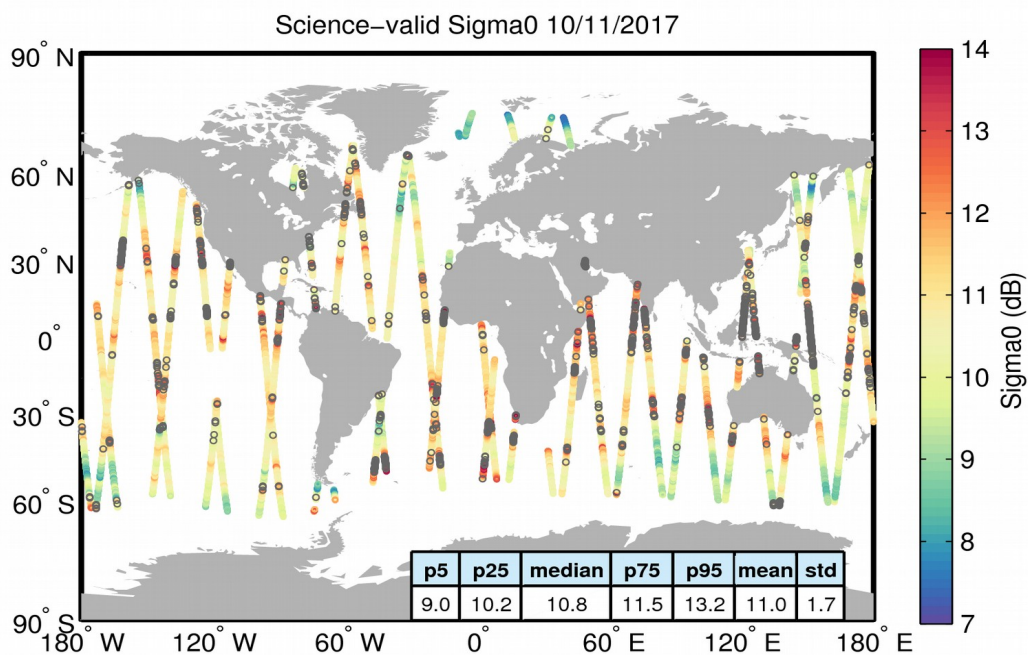 Science−valid Sigma0 10/11/2017
90° N
60° N
30° N
0°
30° S
60° S
90° S
180° W 120° W 60° W 0° 60° E 120° E 180° E
p5 p25 median p75 p95 mean std
9.0 10.2 10.8 11.5 13.2 11.0 1.7
14
13
12
11
10
9
8
7
Sigma0 (dB)